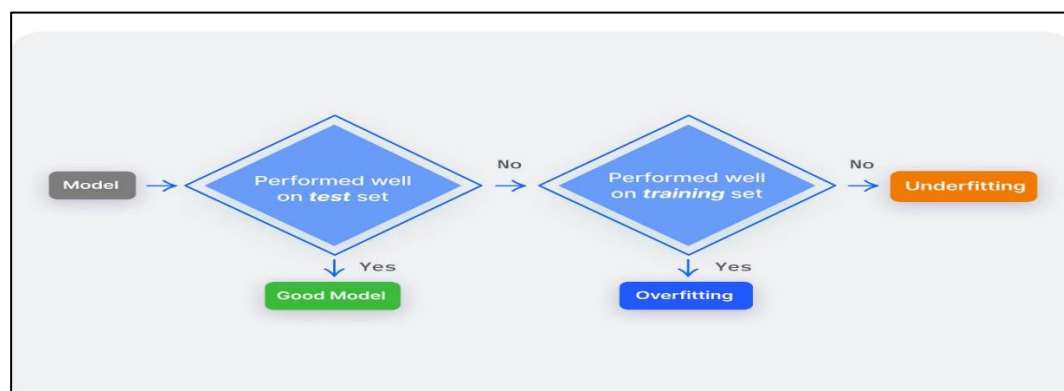 Model
Performed well
on test set
No
Performed well
on training set
No
Underfitting
Yes
Good Model
Yes
Overfitting